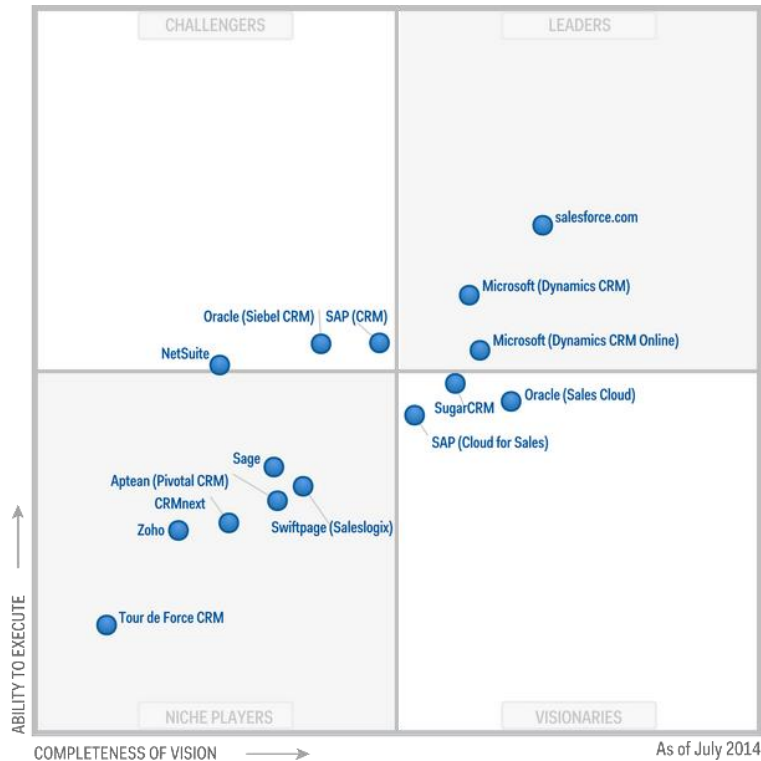 CHALLENGERS
LEADERS
salesforce.com
Microsoft (Dynamics CRM)
Oracle (Siebel CRM)
SAP (CRM)
Microsoft (Dynamics CRM Online)
NetSuite
Oracle (Sales Cloud)
SugarCRM
SAP (Cloud for Sales)
Sage
Aptean (Pivotal CRM)
CRMnext
Swiftpage (Saleslogix)
Zoho
Tour de Force CRM
ABILITY TO EXECUTE
NICHE PLAYERS
VISIONARIES
COMPLETENESS OF VISION
As of July 2014